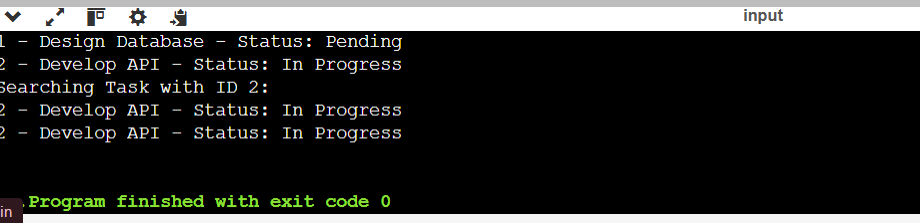 input
1 - Design Database - Status: Pending
2 - Develop API - Status: In Progress
Searching Task with ID 2:
2 - Develop API - Status: In Progress
2 - Develop API - Status: In Progress
.Program finished with exit code 0
in